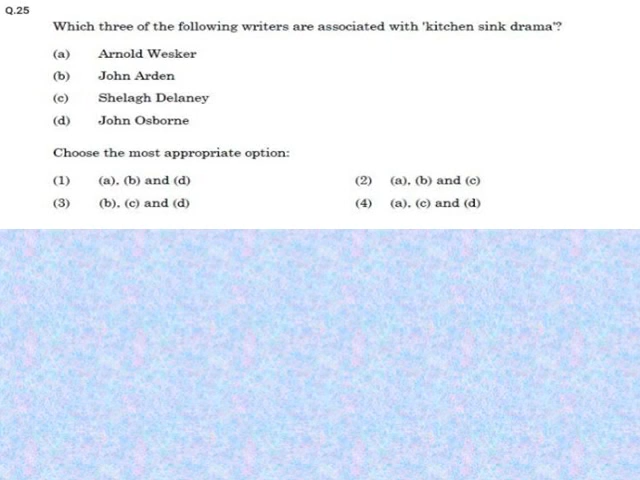 Q.25
Which three of the following writers are associated with 'kitchen sink drama'?
(a) Arnold Wesker
(b) John Arden
(c) Shelagh Delaney
(d) John Osborne
Choose the most appropriate option:
(1) (a), (b) and (d) (2) (a), (b) and (c)
(3) (b), (c) and (d) (4) (a), (c) and (d)